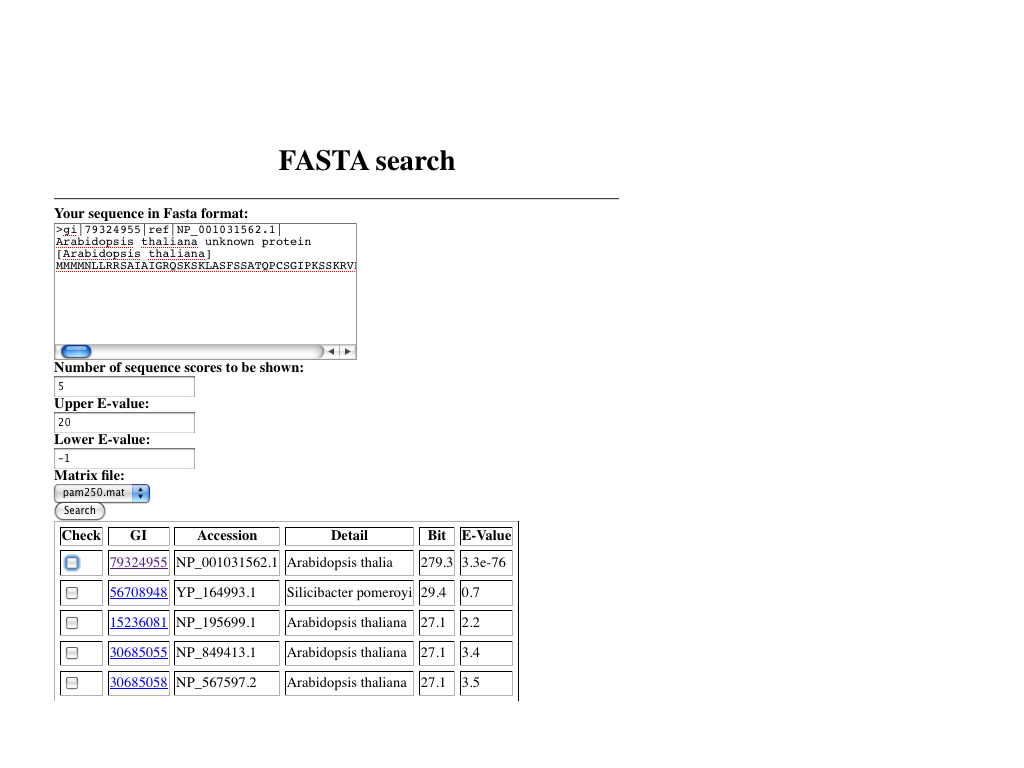 FASTA search
Your sequence in Fasta format:
>gi|79324955|ref|NP_001031562.1|
Arabidopsis thaliana unknown protein
[Arabidopsis thaliana]
MMMMNLLRRSAIAIGRQSKSKLASFSSATQPCSGIPKSSKRV
Number of sequence scores to be shown:
5
Upper E-value:
20
Lower E-value:
-1
Matrix file:
pam250.mat
Search
Check GI Accession Detail Bit E-Value
79324955 NP_001031562.1 Arabidopsis thalia 279.3 3.3e-76
56708948 YP_164993.1 Silicibacter pomeroyi 29.4 0.7
15236081 NP_195699.1 Arabidopsis thaliana 27.1 2.2
30685055 NP_849413.1 Arabidopsis thaliana 27.1 3.4
30685058 NP_567597.2 Arabidopsis thaliana 27.1 3.5